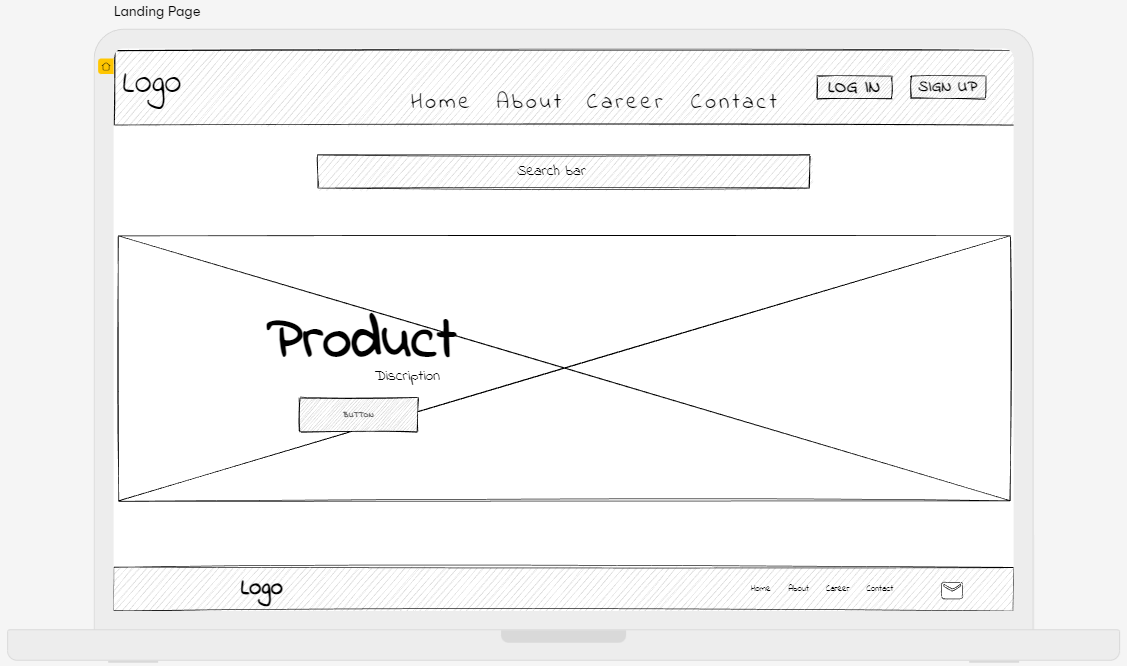 Landing Page
Logo
Home About Career Contact LOG IN SIGN UP
Search bar
Product
Discription
BUTTON
Logo
Home About Career Contact